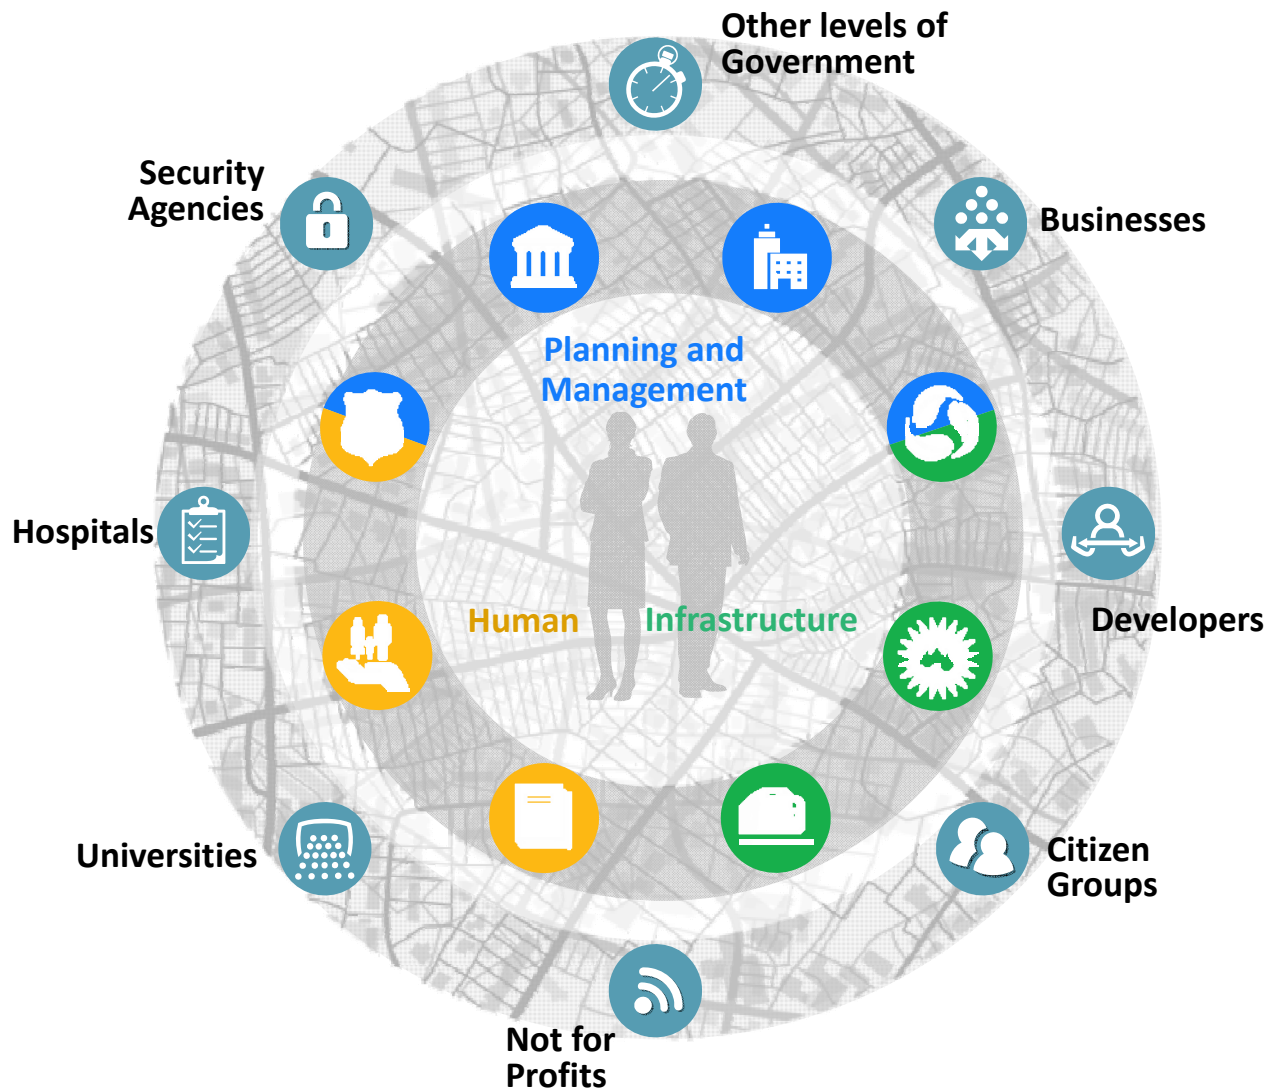 Other levels of
Government
Security
Agencies
Businesses
Planning and
Management
Hospitals
Human
Infrastructure
Developers
Universities
Citizen
Groups
Not for
Profits